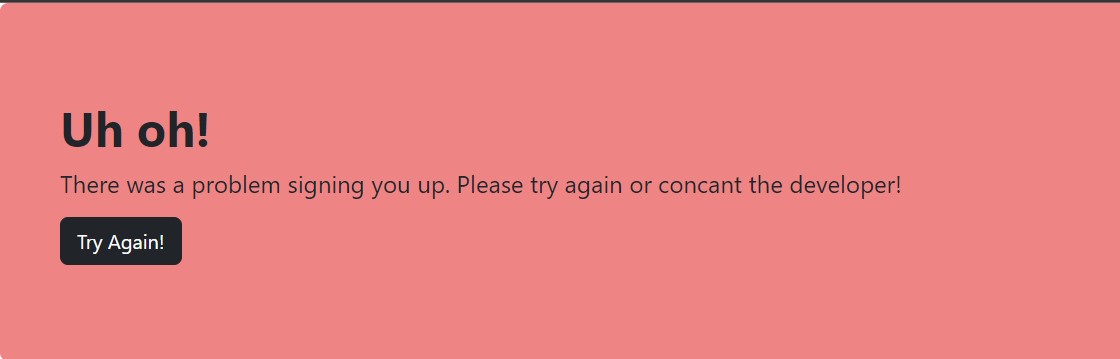 Uh oh!
There was a problem signing you up. Please try again or concant the developer!
Try Again!